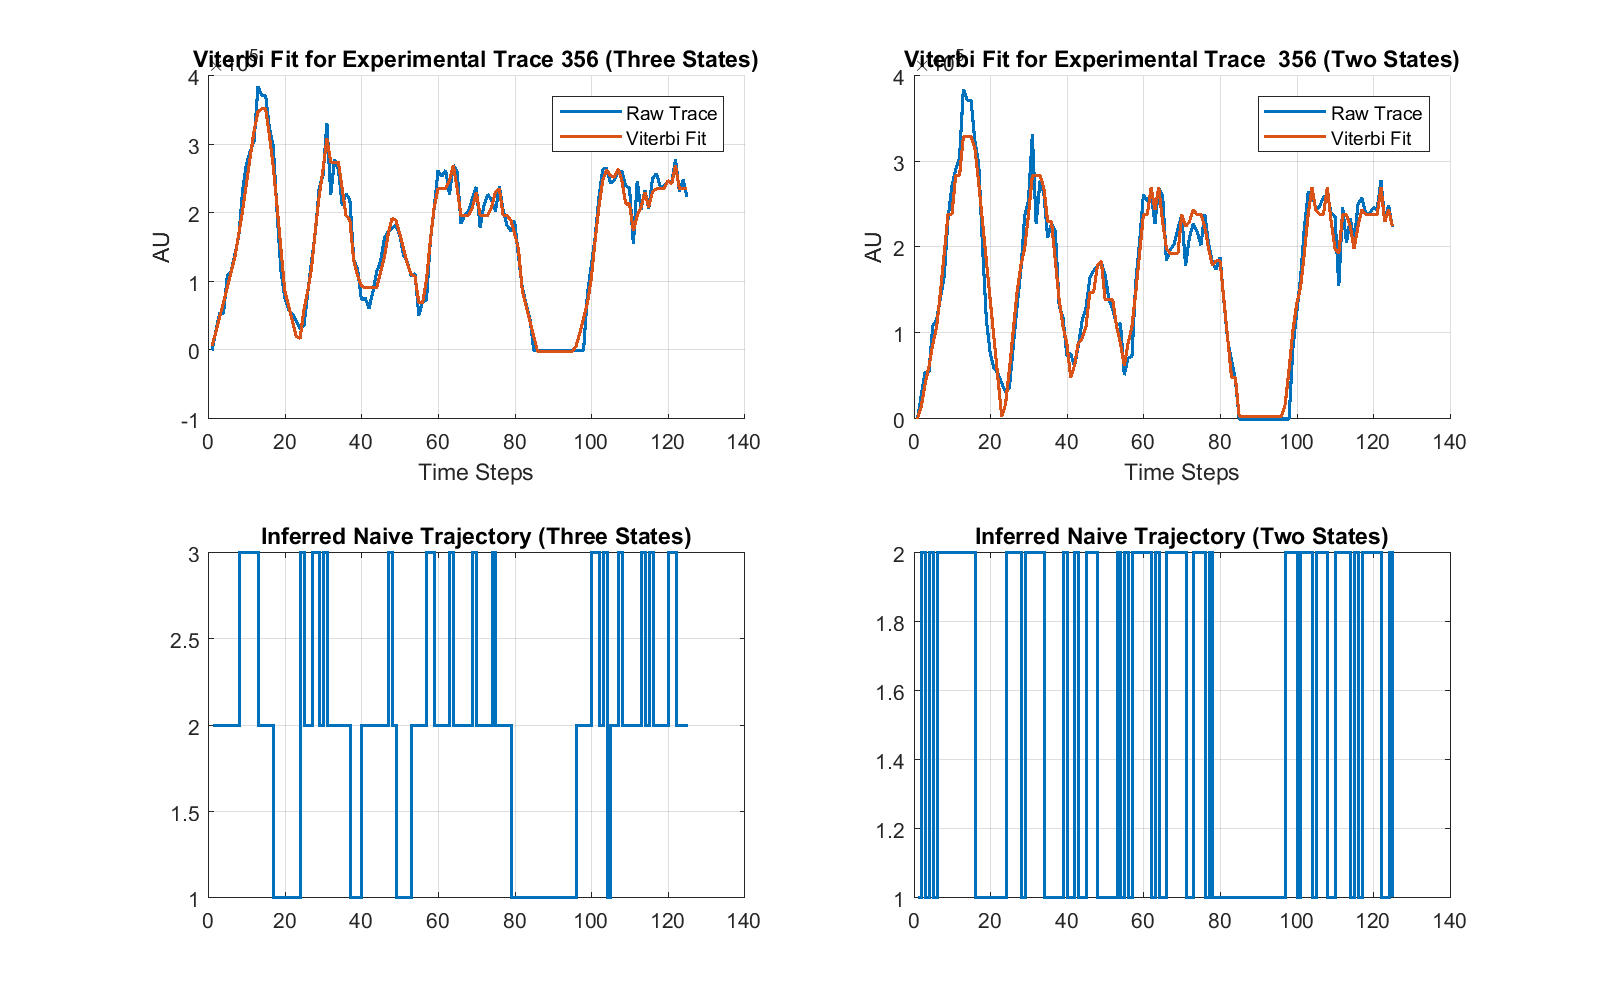 Viterbi Fit for Experimental Trace 356 (Three States)
×10^5
4
3
2
1
0
-1
AU
Raw Trace
Viterbi Fit
0 20 40 60 80 100 120 140
Time Steps
Viterbi Fit for Experimental Trace 356 (Two States)
×10^5
4
3
2
1
0
AU
Raw Trace
Viterbi Fit
0 20 40 60 80 100 120 140
Time Steps
Inferred Naive Trajectory (Three States)
3
2.5
2
1.5
1
0 20 40 60 80 100 120 140
Inferred Naive Trajectory (Two States)
2
1.8
1.6
1.4
1.2
1
0 20 40 60 80 100 120 140